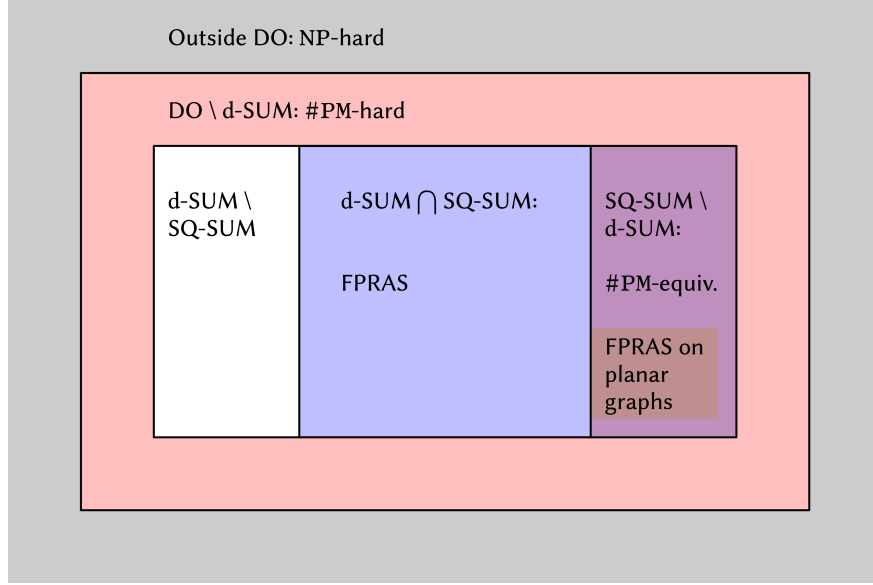 Outside DO: NP-hard
DO \ d-SUM: #PM-hard
d-SUM \
SQ-SUM
d-SUM ⋂ SQ-SUM:
FPRAS
SQ-SUM \
d-SUM:
#PM-equiv.
FPRAS on
planar
graphs